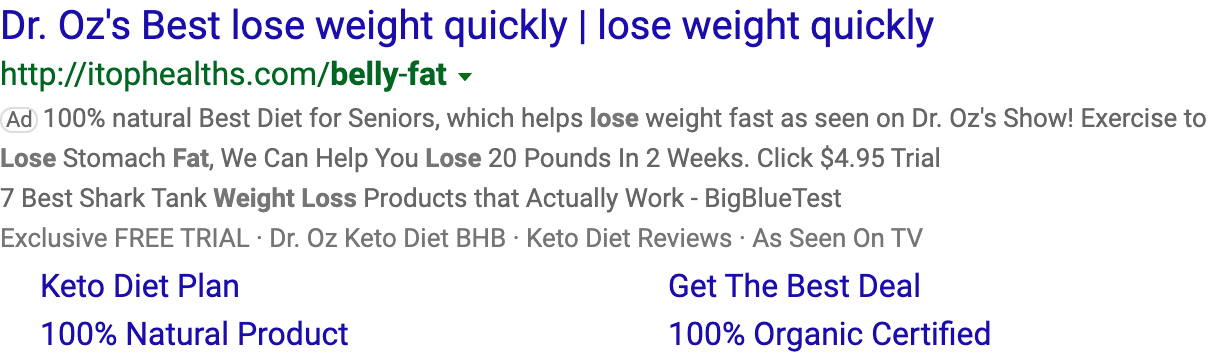 Dr. Oz's Best lose weight quickly | lose weight quickly
http://itophealths.com/belly-fat
Ad 100% natural Best Diet for Seniors, which helps lose weight fast as seen on Dr. Oz's Show! Exercise to
Lose Stomach Fat, We Can Help You Lose 20 Pounds In 2 Weeks. Click $4.95 Trial
7 Best Shark Tank Weight Loss Products that Actually Work - BigBlueTest
Exclusive FREE TRIAL · Dr. Oz Keto Diet BHB · Keto Diet Reviews · As Seen On TV
Keto Diet Plan Get The Best Deal
100% Natural Product 100% Organic Certified